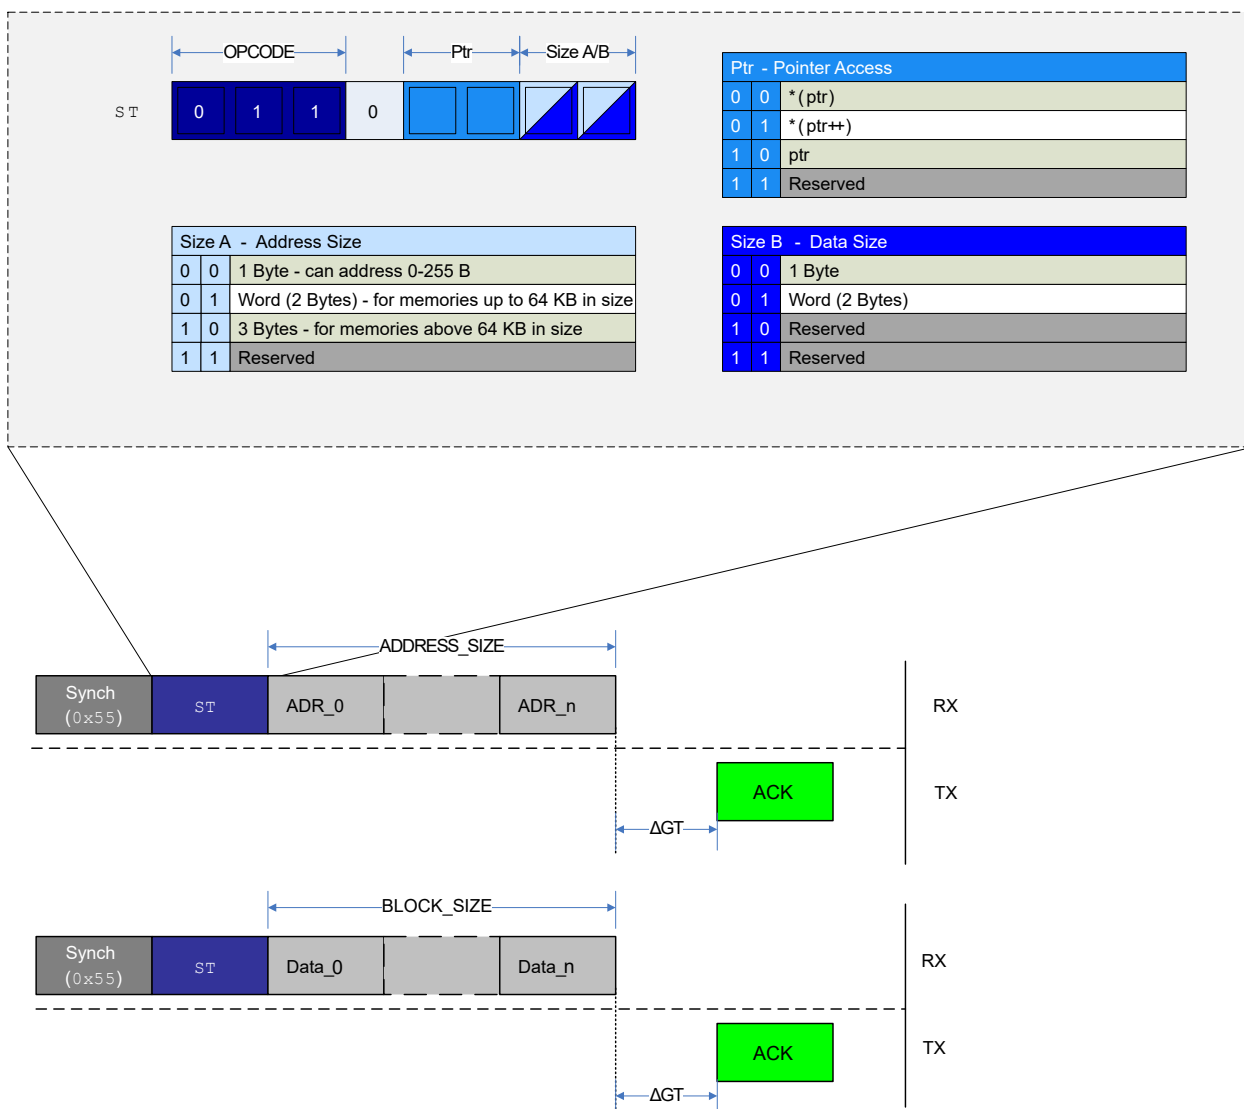 OPCODE Ptr Size A/B
ST 0 1 1 0
Ptr - Pointer Access
0 0 *(ptr)
0 1 *(ptr++)
1 0 ptr
1 1 Reserved
Size A - Address Size
0 0 1 Byte - can address 0-255 B
0 1 Word (2 Bytes) - for memories up to 64 KB in size
1 0 3 Bytes - for memories above 64 KB in size
1 1 Reserved
Size B - Data Size
0 0 1 Byte
0 1 Word (2 Bytes)
1 0 Reserved
1 1 Reserved
ADDRESS_SIZE
Synch
(0x55)
ST
ADR_0
ADR_n
RX
ACK
TX
ΔGT
BLOCK_SIZE
Synch
(0x55)
ST
Data_0
Data_n
RX
ACK
TX
ΔGT